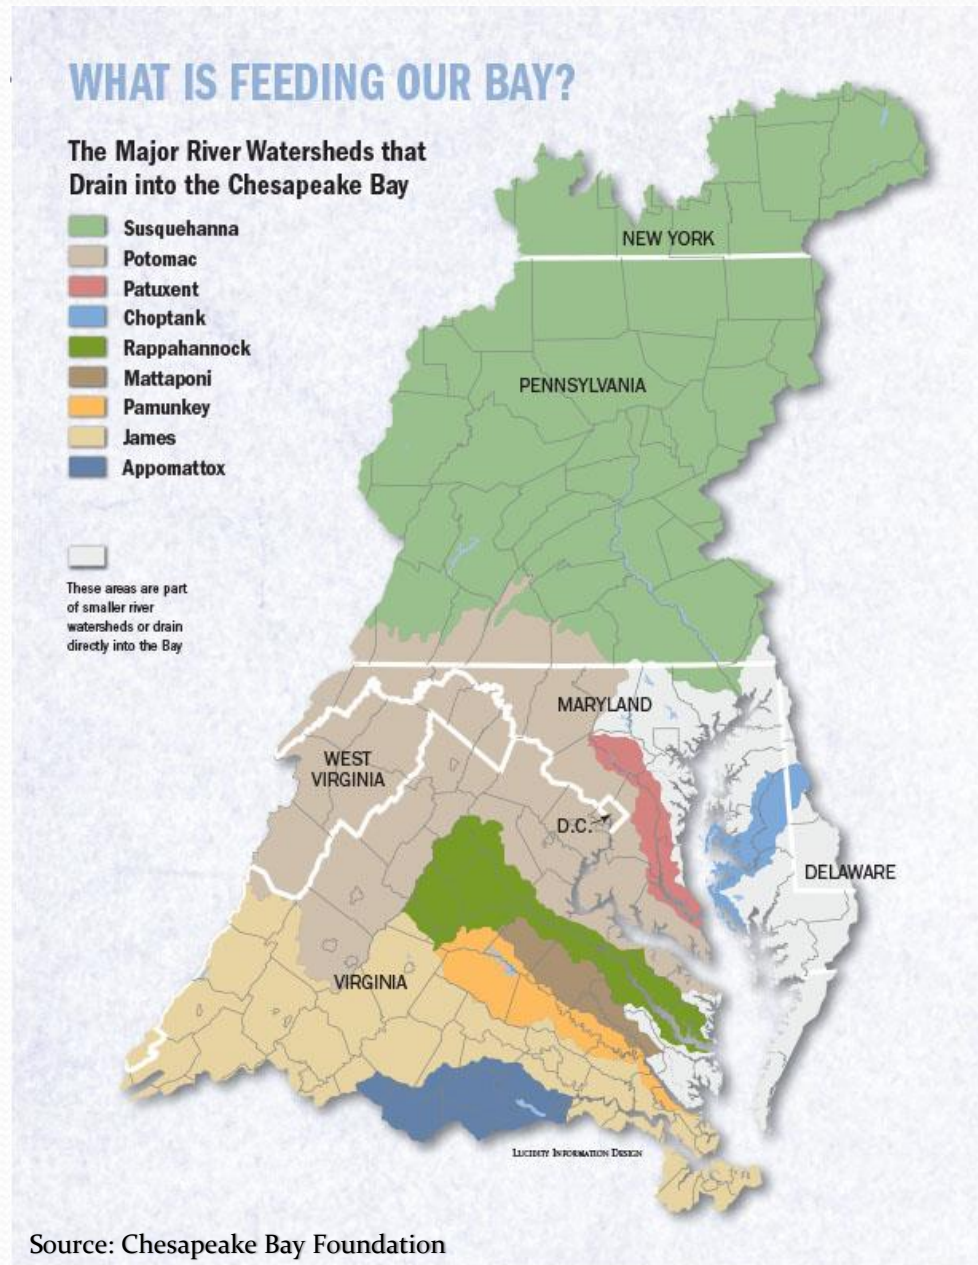 WHAT IS FEEDING OUR BAY?
The Major River Watersheds that
Drain into the Chesapeake Bay
Susquehanna
Potomac
Patuxent
Choptank
Rappahannock
Mattaponi
Pamunkey
James
Appomattox
These areas are part
of smaller river
watersheds or drain
directly into the Bay
NEW YORK
PENNSYLVANIA
MARYLAND
WEST
VIRGINIA
D.C.
DELAWARE
VIRGINIA
LUCIDITY INFORMATION DESIGN
Source: Chesapeake Bay Foundation